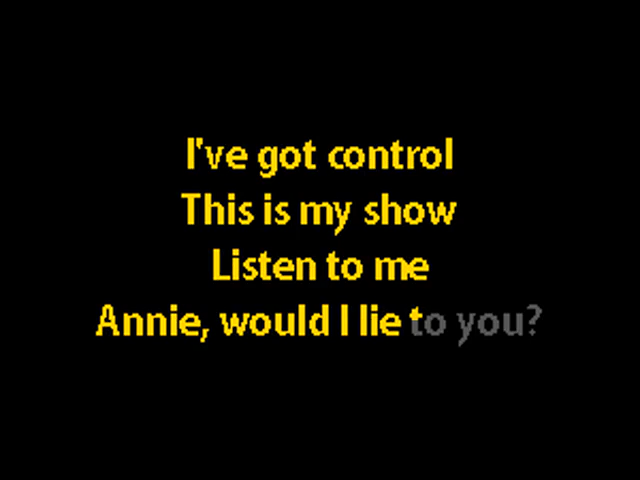 I've got control
This is my show
Listen to me
Annie, would I lie to you?